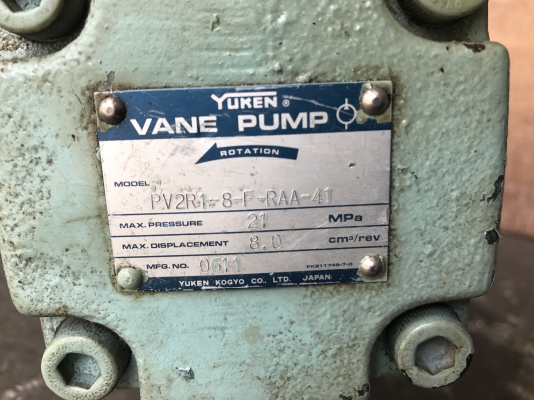 YUKEN ®
VANE PUMP
ROTATION
MODEL PV2R1-8-F-RAA-41
MAX. PRESSURE 21 MPa
MAX. DISPLACEMENT 8.0 cm³/rev
MFG. NO. 0611
YUKEN KOGYO CO., LTD. JAPAN.